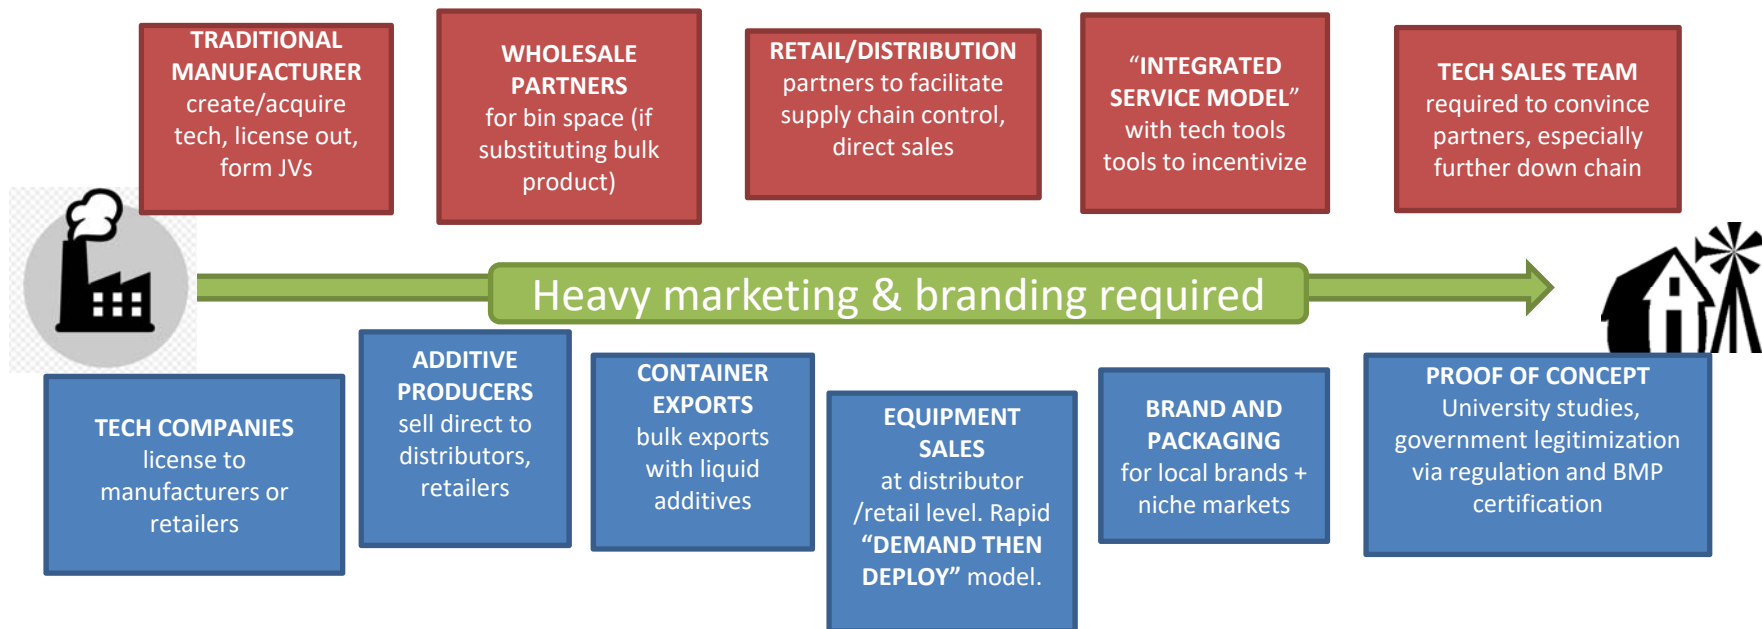 TRADITIONAL
MANUFACTURER
create/acquire
tech, license out,
form JVs
WHOLESALE
PARTNERS
for bin space (if
substituting bulk
product)
RETAIL/DISTRIBUTION
partners to facilitate
supply chain control,
direct sales
“INTEGRATED
SERVICE MODEL”
with tech tools
tools to incentivize
TECH SALES TEAM
required to convince
partners, especially
further down chain
Heavy marketing & branding required
TECH COMPANIES
license to
manufacturers or
retailers
ADDITIVE
PRODUCERS
sell direct to
distributors,
retailers
CONTAINER
EXPORTS
bulk exports
with liquid
additives
EQUIPMENT
SALES
at distributor
/retail level. Rapid
“DEMAND THEN
DEPLOY” model.
BRAND AND
PACKAGING
for local brands +
niche markets
PROOF OF CONCEPT
University studies,
government legitimization
via regulation and BMP
certification